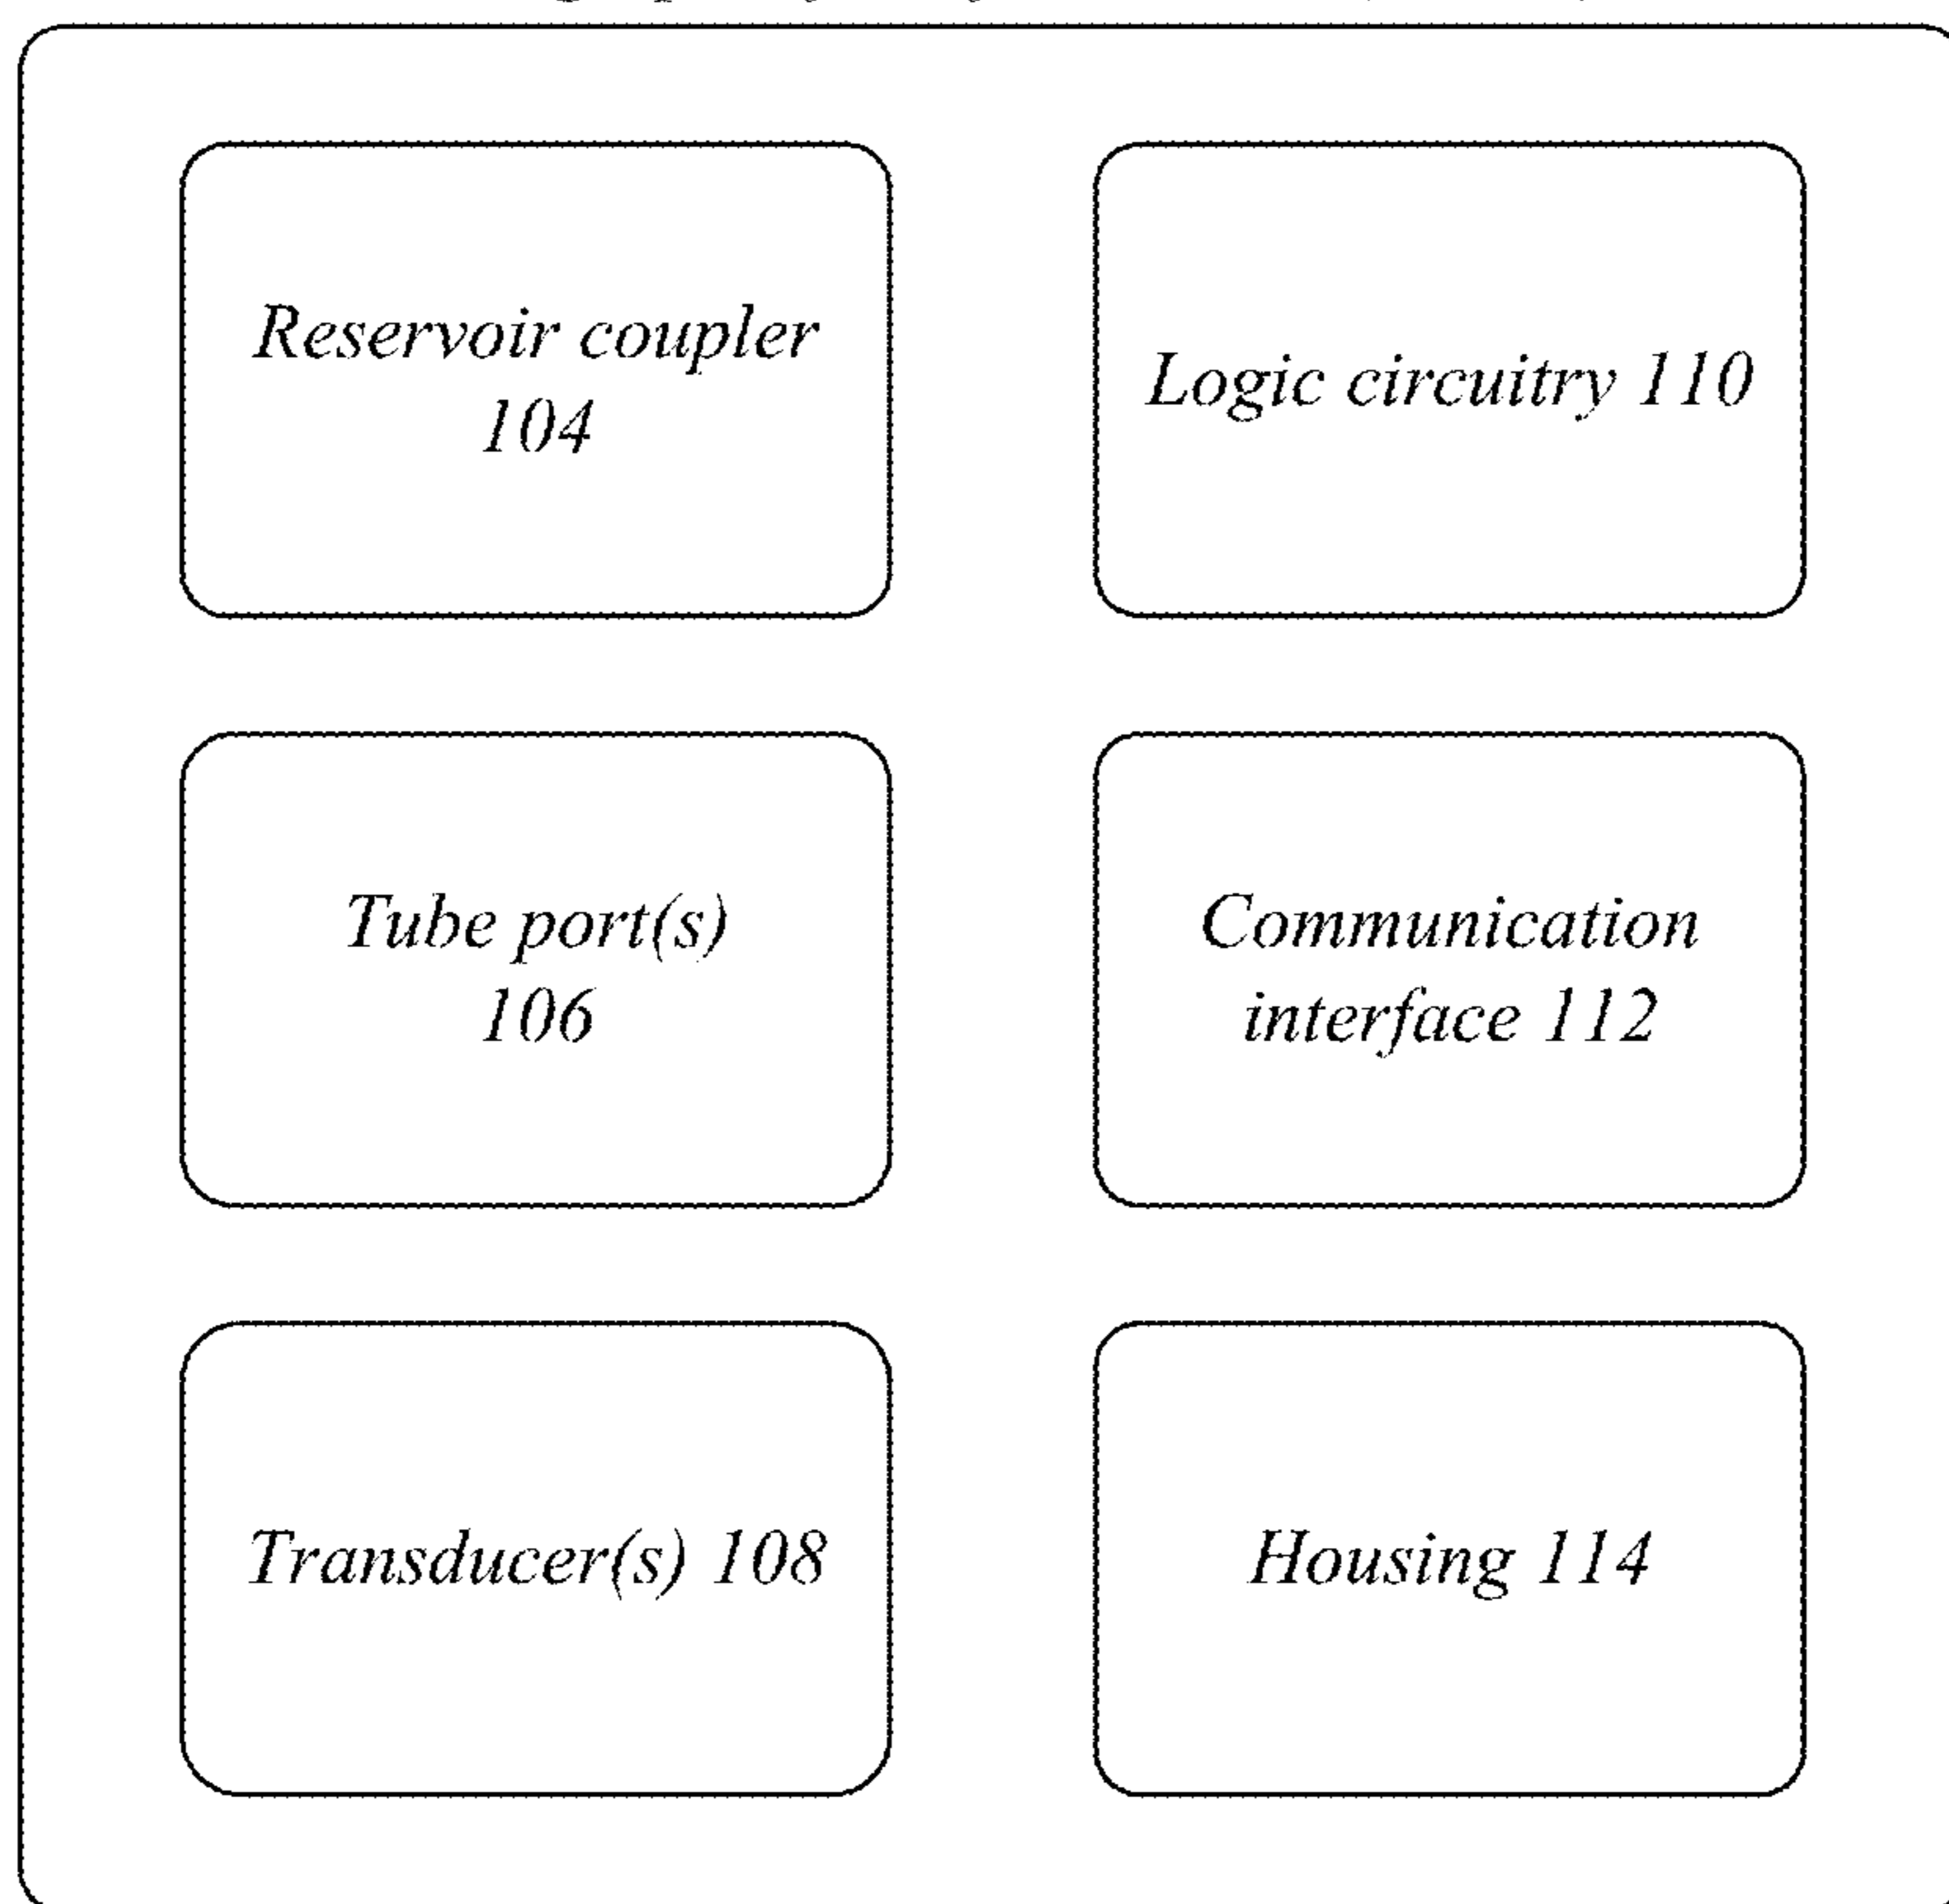 Reservoir coupler
104
Logic circuitry 110
Tube port(s)
106
Communication
interface 112
Transducer(s) 108
Housing 114